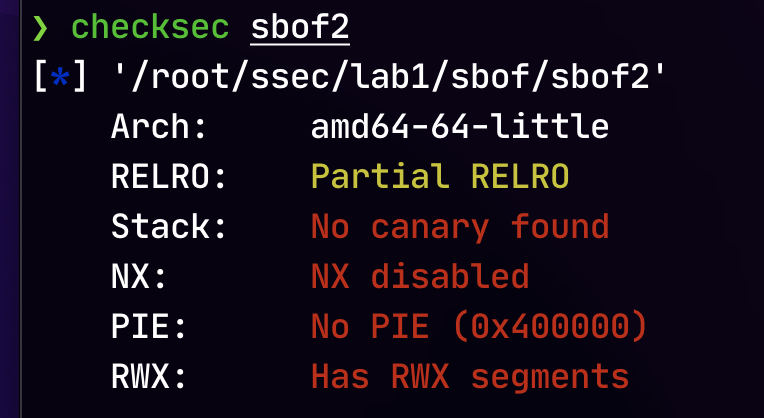 ❯ checksec sbof2
[*] '/root/ssec/lab1/sbof/sbof2'
    Arch:     amd64-64-little
    RELRO:    Partial RELRO
    Stack:    No canary found
    NX:       NX disabled
    PIE:      No PIE (0x400000)
    RWX:      Has RWX segments